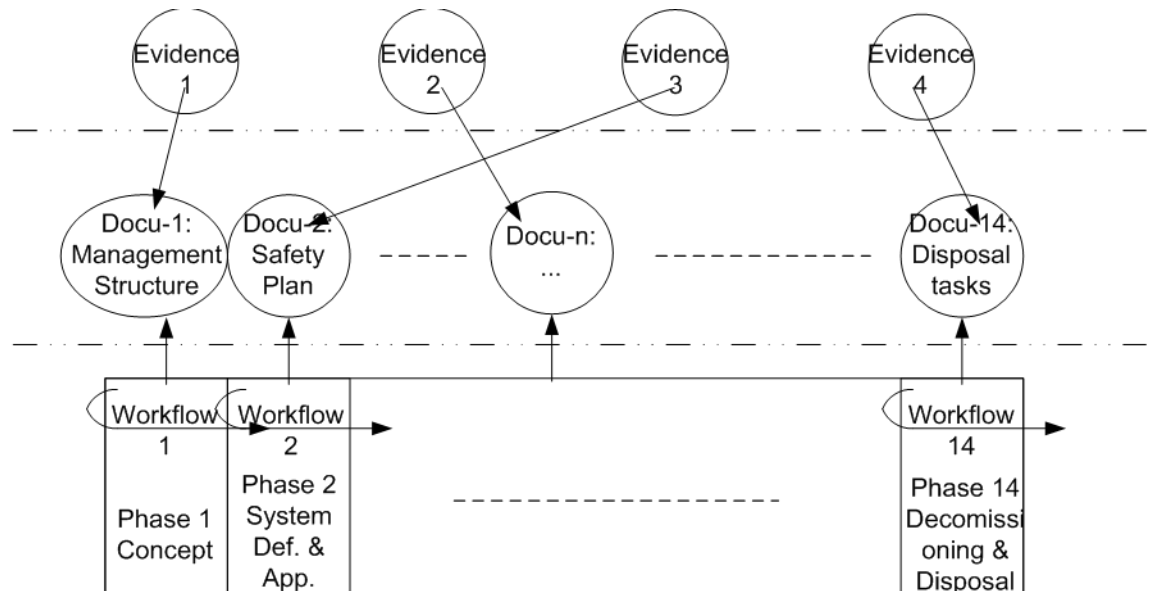 Evidence
1
Evidence
2
Evidence
3
Evidence
4
Docu-1:
Management
Structure
Docu-2:
Safety
Plan
Docu-n:
...
Docu-14:
Disposal
tasks
Workflow
1
Phase 1
Concept
Workflow
2
Phase 2
System
Def. &
App.
Workflow
14
Phase 14
Decomissi
oning &
Disposal